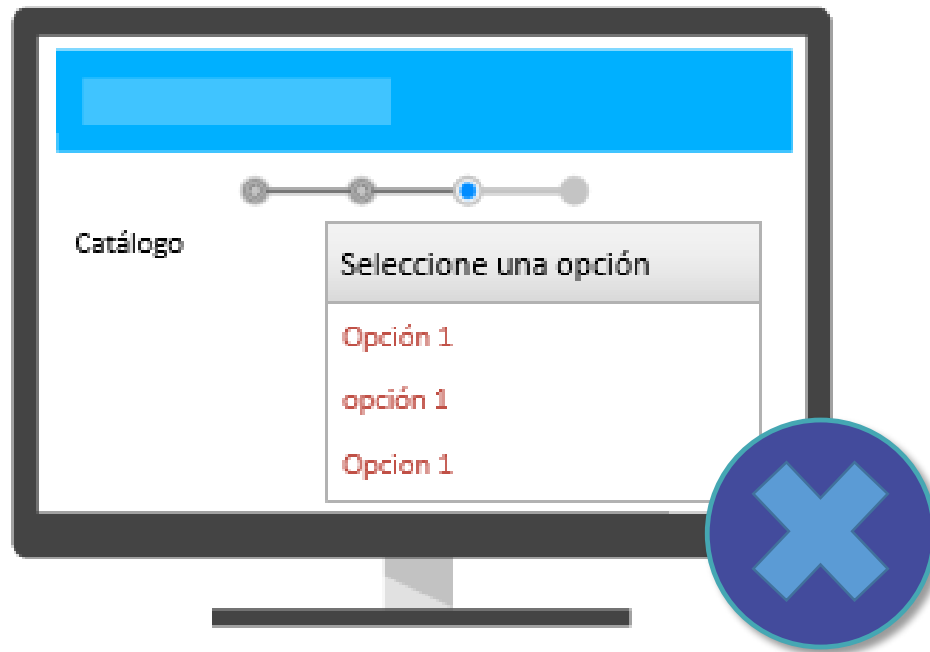 Catálogo
Seleccione una opción
Opción 1
opción 1
Opcion 1